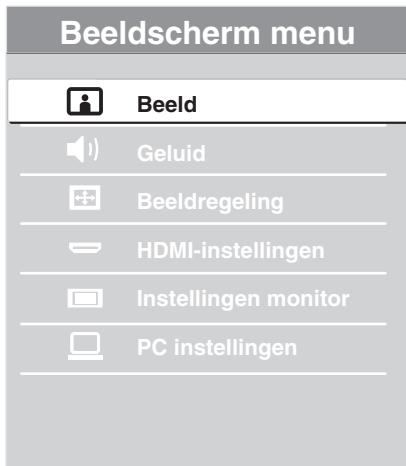 Beeldscherm menu
Beeld
Geluid
Beeldregeling
HDMI-instellingen
Instellingen monitor
PC instellingen